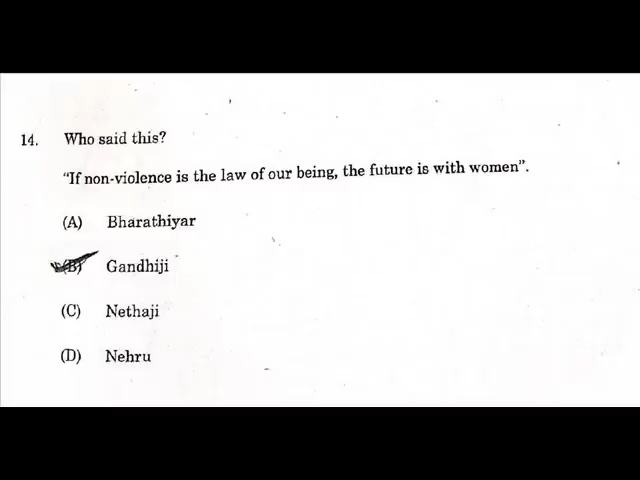 14. Who said this?
"If non-violence is the law of our being, the future is with women".
(A) Bharathiyar
(B) Gandhiji
(C) Nethaji
(D) Nehru